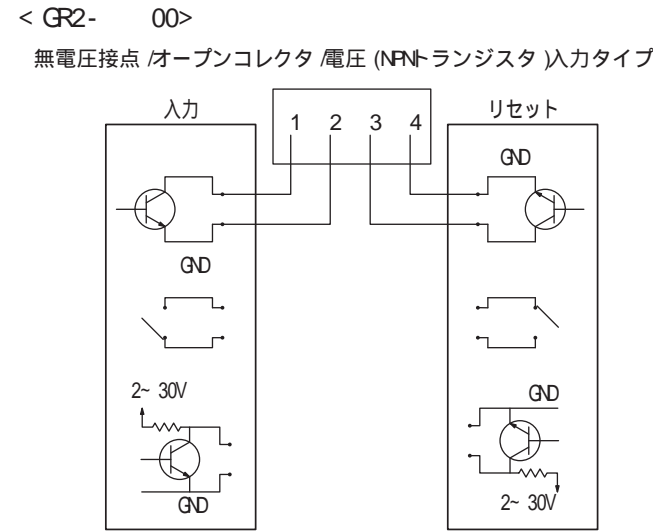 < GR2-　　00>
無電圧接点 /オープンコレクタ /電圧 (NPNトランジスタ )入力タイプ
入力
1 2 3 4
リセット
GND
GND
2~ 30V
GND
GND
2~ 30V